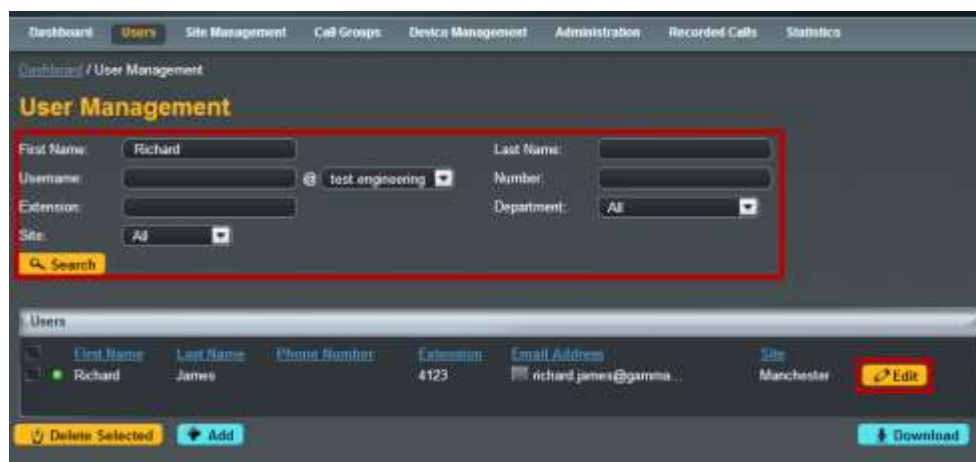 Dashboard Users Site Management Call Groups Device Management Administration Recorded Calls Statistics
Dashboard / User Management
User Management
First Name: Richard Last Name:
Username: @ test.engineering Number:
Extension: Department: All
Site: All
Search
Users
First Name Last Name Phone Number Extension Email Address Site
Richard James 4123 richard.james@gamma... Manchester Edit
Delete Selected Add Download